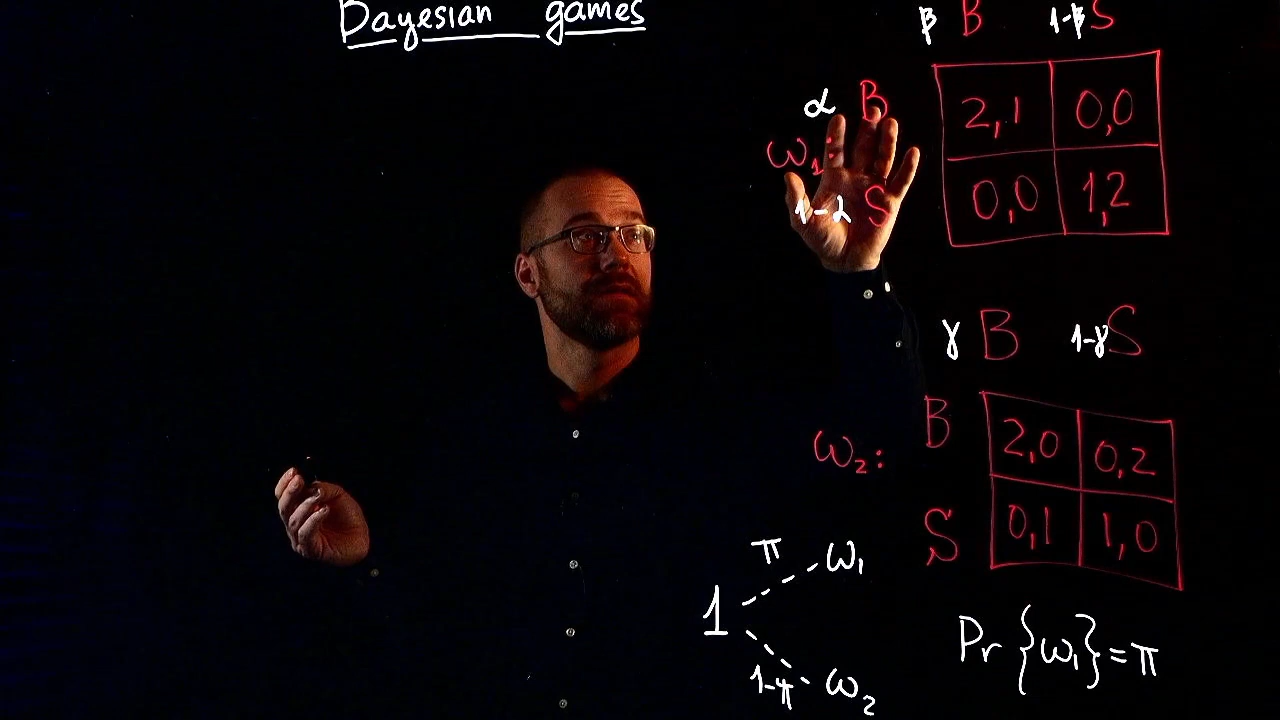 Bayesian games
β B 1-β S
α B 2,1 0,0
ω₁:
1-α S 0,0 1,2
γ B 1-γ S
B 2,0 0,2
ω₂:
S 0,1 1,0
π ω₁
1
1-π ω₂
Pr {ω₁} = π